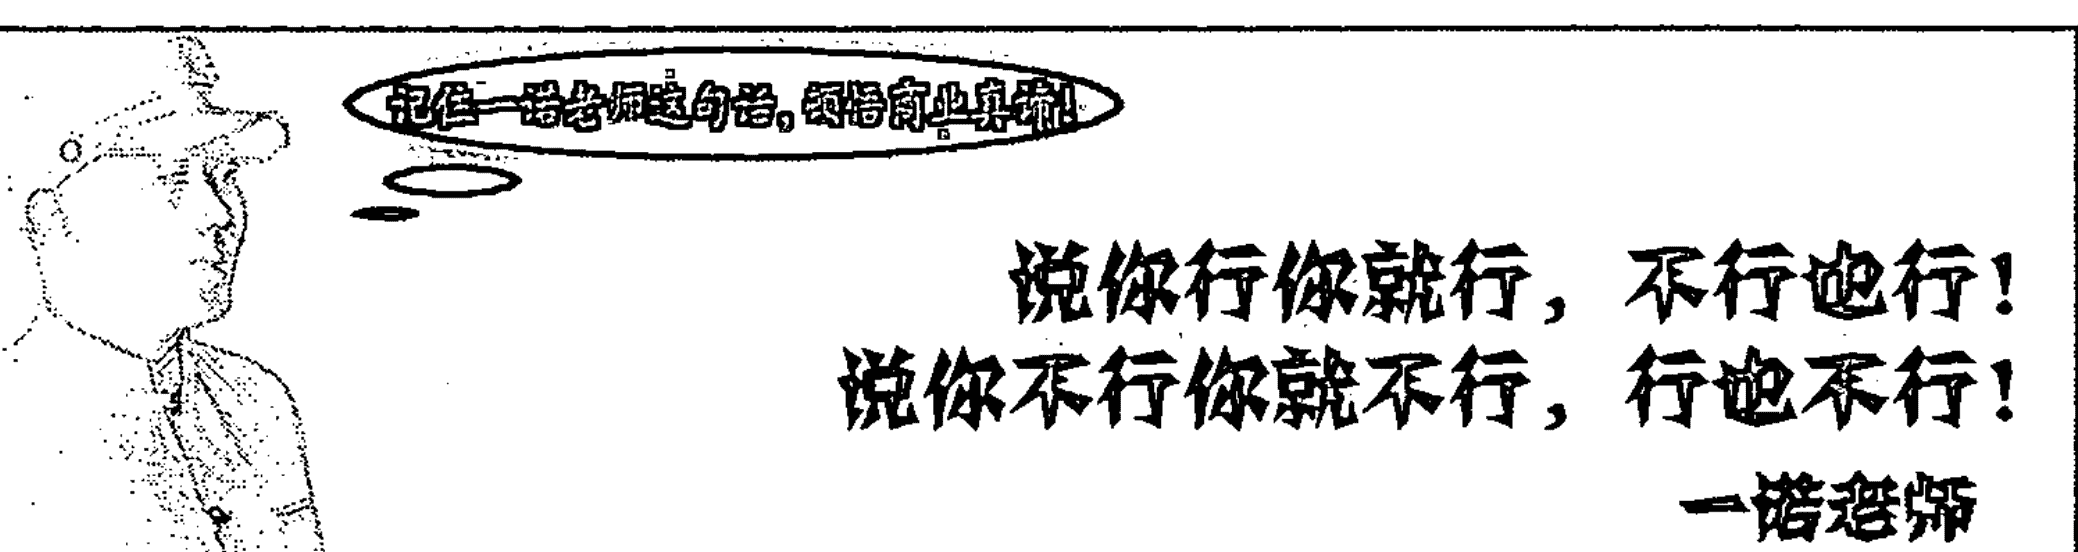 记住一诺老师这句话，领悟商业真谛！
说你行你就行，不行也行！
说你不行你就不行，行也不行！
一诺老师